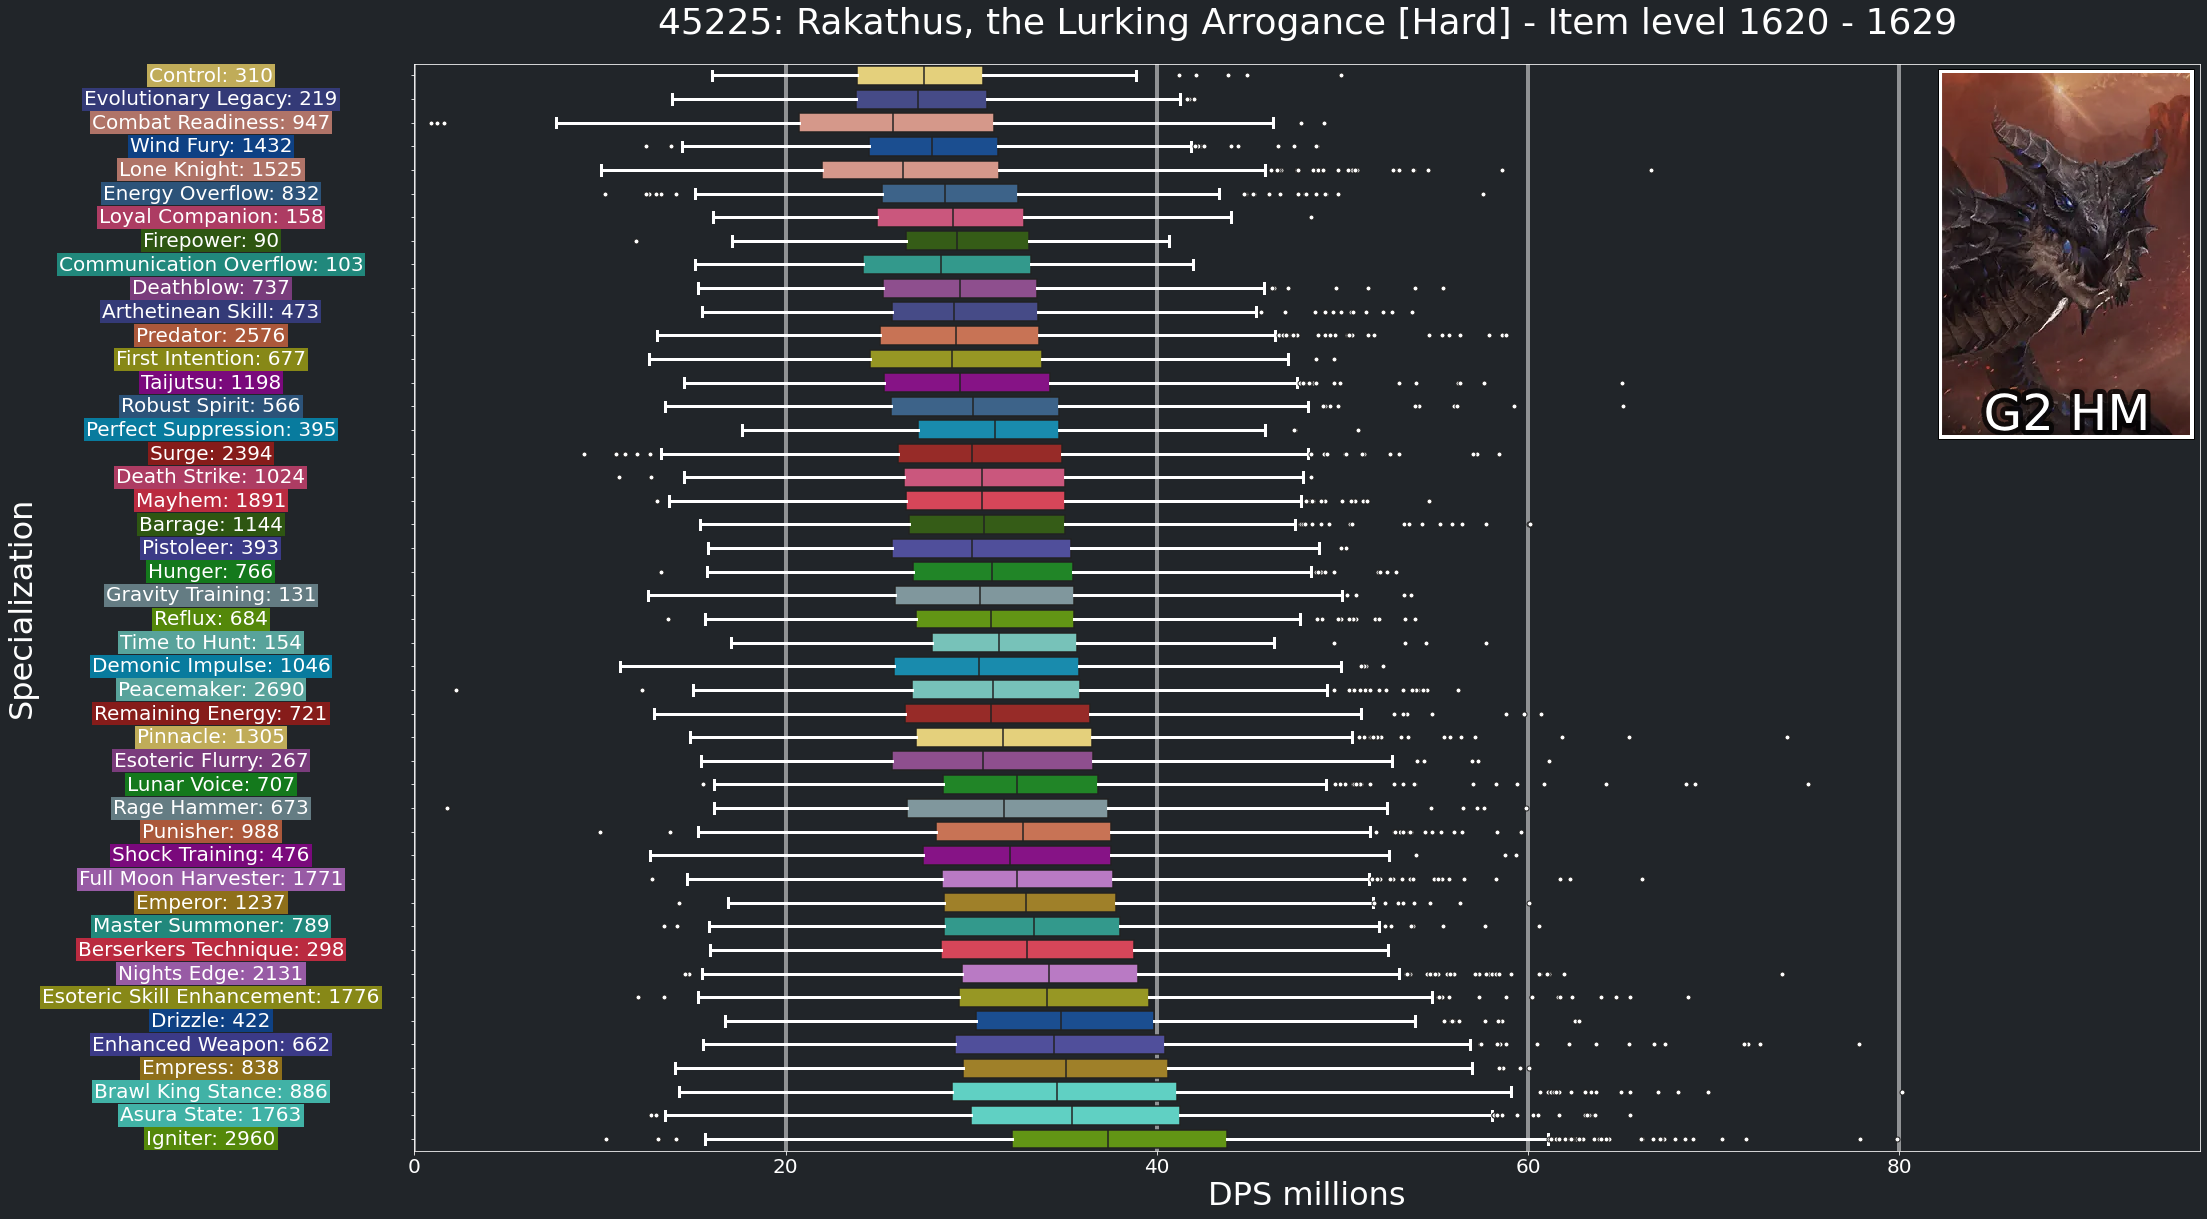 45225: Rakathus, the Lurking Arrogance [Hard] - Item level 1620 - 1629
Control: 310
Evolutionary Legacy: 219
Combat Readiness: 947
Wind Fury: 1432
Lone Knight: 1525
Energy Overflow: 832
Loyal Companion: 158
Firepower: 90
Communication Overflow: 103
Deathblow: 737
Arthetinean Skill: 473
Predator: 2576
First Intention: 677
Taijutsu: 1198
Robust Spirit: 566
Perfect Suppression: 395
Surge: 2394
Death Strike: 1024
Mayhem: 1891
Barrage: 1144
Pistoleer: 393
Hunger: 766
Gravity Training: 131
Reflux: 684
Time to Hunt: 154
Demonic Impulse: 1046
Peacemaker: 2690
Remaining Energy: 721
Pinnacle: 1305
Esoteric Flurry: 267
Lunar Voice: 707
Rage Hammer: 673
Punisher: 988
Shock Training: 476
Full Moon Harvester: 1771
Emperor: 1237
Master Summoner: 789
Berserkers Technique: 298
Nights Edge: 2131
Esoteric Skill Enhancement: 1776
Drizzle: 422
Enhanced Weapon: 662
Empress: 838
Brawl King Stance: 886
Asura State: 1763
Igniter: 2960
Specialization
G2 HM
0 20 40 60 80
DPS millions